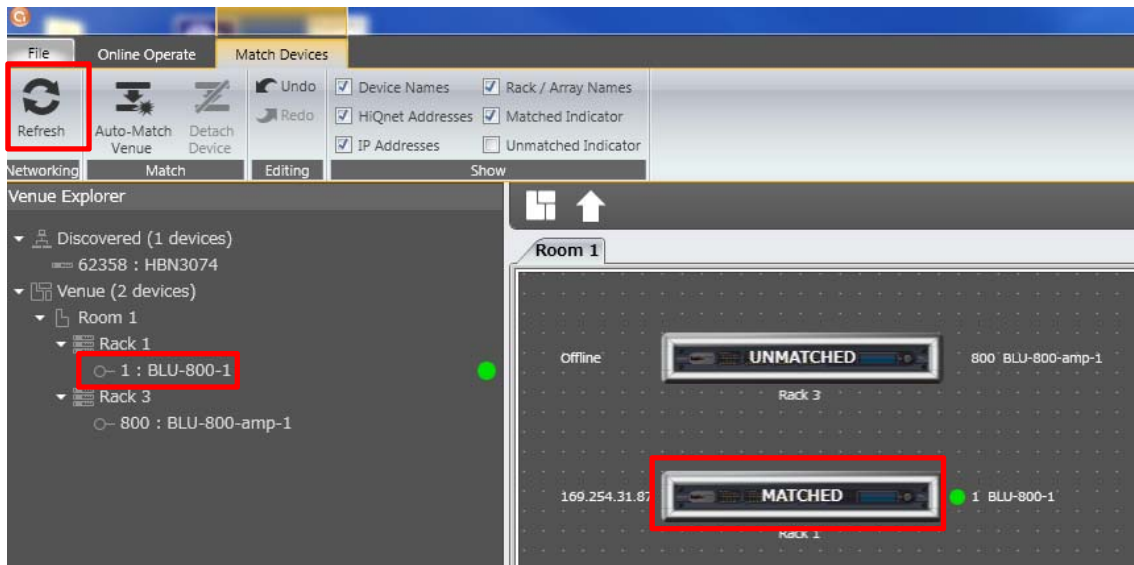 File Online Operate Match Devices
Refresh
Auto-Match Venue
Detach Device
Undo
Redo
Device Names
HiQnet Addresses
IP Addresses
Rack / Array Names
Matched Indicator
Unmatched Indicator
Networking Match Editing Show
Venue Explorer
Discovered (1 devices)
62358 : HBN3074
Venue (2 devices)
Room 1
Rack 1
1 : BLU-800-1
Rack 3
800 : BLU-800-amp-1
Room 1
Offline UNMATCHED 800 BLU-800-amp-1
Rack 3
169.254.31.87 MATCHED 1 BLU-800-1
Rack 1